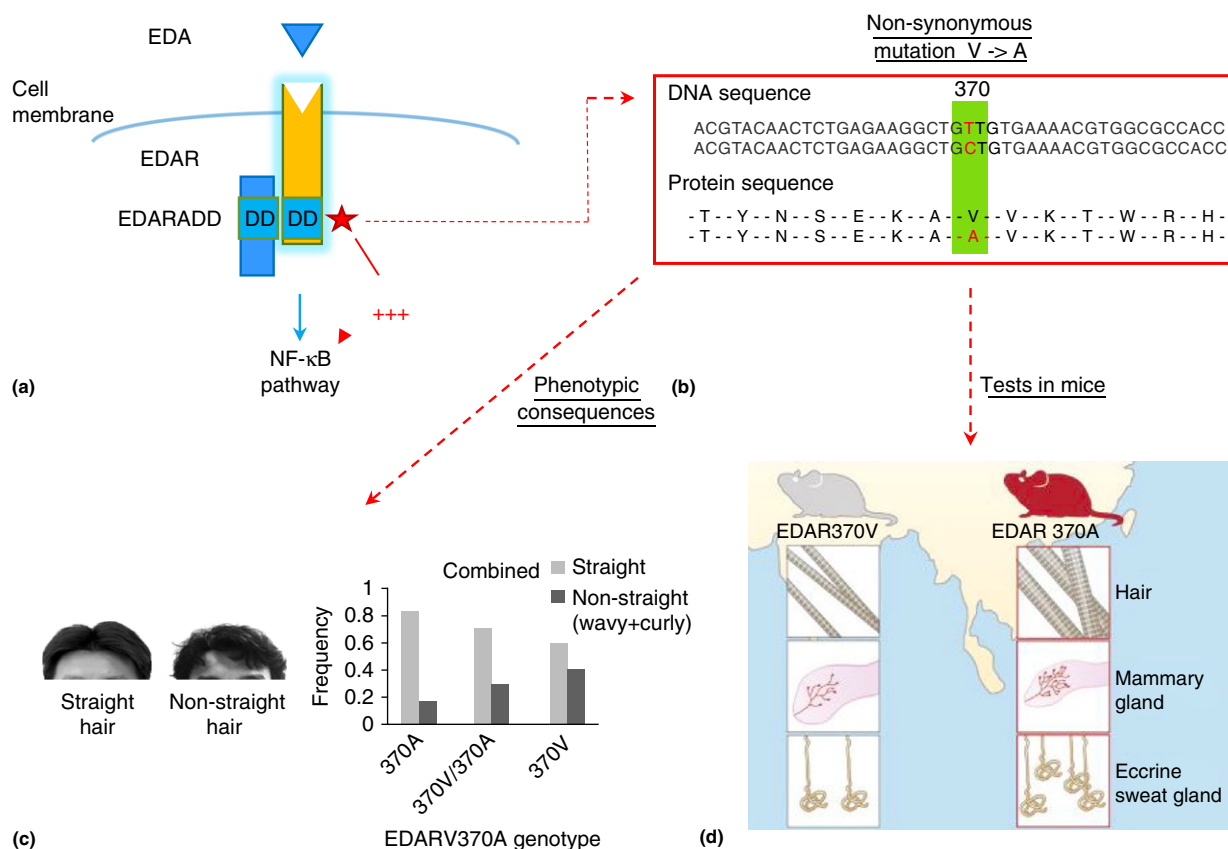 EDA
Cell
membrane
EDAR
EDARADD
DD
DD
+++
NF-κB
pathway
(a)
Non-synonymous
mutation V -> A
370
DNA sequence
ACGTACAACTCTGAGAAGGCTGTTGTGAAAACGTGGCGCCACC
ACGTACAACTCTGAGAAGGCTGCTGTGAAAACGTGGCGCCACC
Protein sequence
- T- - Y- - N- - S- - E- - K- - A- - V- - V- - K- - T- - W- - R- - H-
- T- - Y- - N- - S- - E- - K- - A- - A- - V- - K- - T- - W- - R- - H-
(b)
Phenotypic
consequences
Tests in mice
Straight
hair
Non-straight
hair
Combined
Straight
Non-straight
(wavy+curly)
Frequency
1
0.8
0.6
0.4
0.2
0
370A
370V/370A
370V
EDARV370A genotype
(c)
EDAR370V
EDAR 370A
Hair
Mammary
gland
Eccrine
sweat gland
(d)